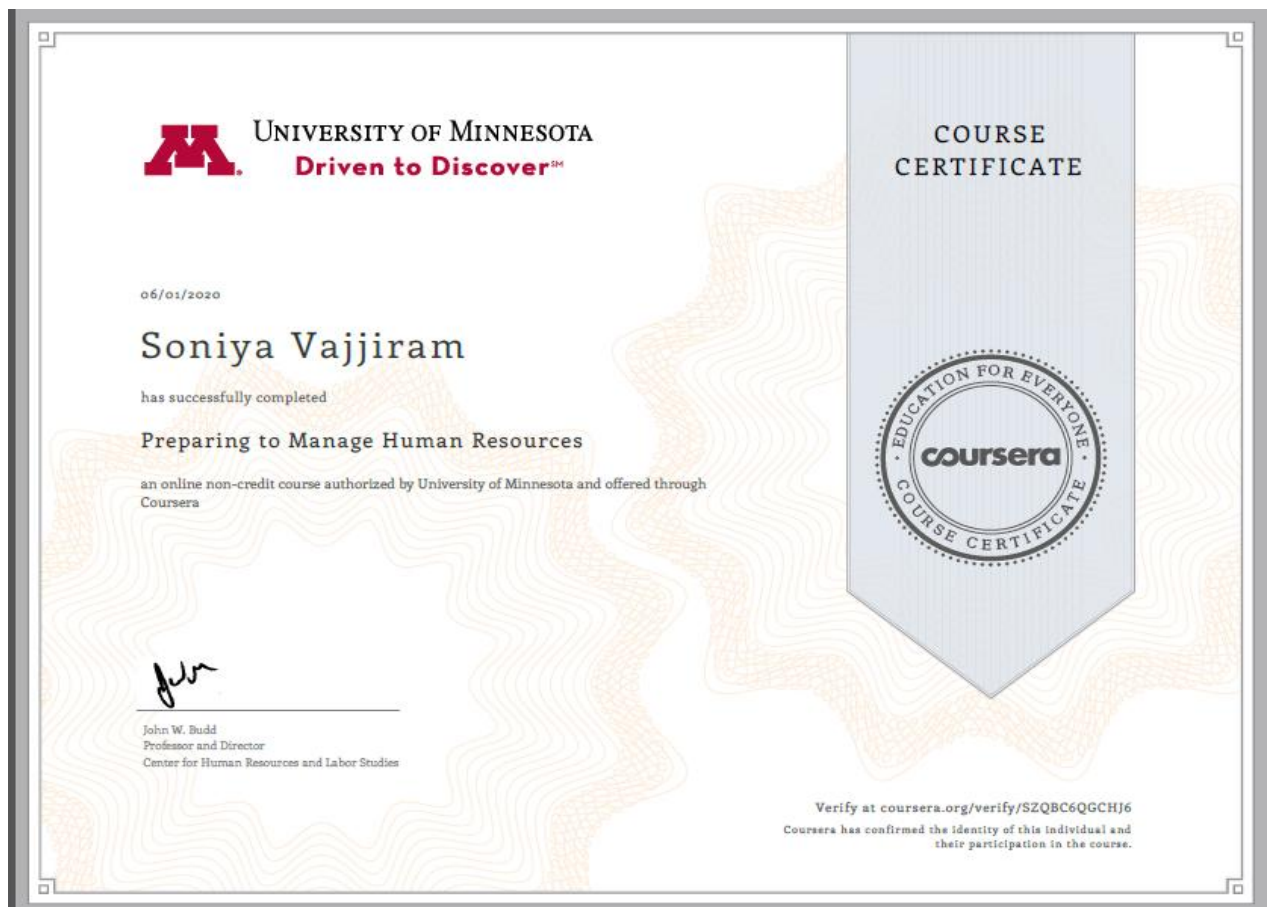 UNIVERSITY OF MINNESOTA
Driven to Discover℠
COURSE
CERTIFICATE
06/01/2020
Soniya Vajjiram
has successfully completed
Preparing to Manage Human Resources
an online non-credit course authorized by University of Minnesota and offered through
Coursera
EDUCATION FOR EVERYONE
coursera
COURSE CERTIFICATE
John W. Budd
Professor and Director
Center for Human Resources and Labor Studies
Verify at coursera.org/verify/SZQBC6QGCHJ6
Coursera has confirmed the identity of this individual and
their participation in the course.